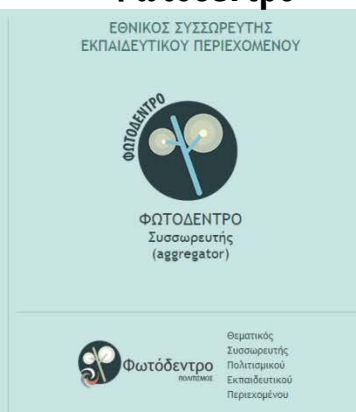 Φωτόδεντρο
ΕΘΝΙΚΟΣ ΣΥΣΣΩΡΕΥΤΗΣ
ΕΚΠΑΙΔΕΥΤΙΚΟΥ ΠΕΡΙΕΧΟΜΕΝΟΥ
ΦΩΤΟΔΕΝΤΡΟ
ΦΩΤΟΔΕΝΤΡΟ
Συσσωρευτής
(aggregator)
Φωτόδεντρο
ΠΟΛΙΤΙΣΜΟΣ
Θεματικός
Συσσωρευτής
Πολιτισμικού
Εκπαιδευτικού
Περιεχομένου